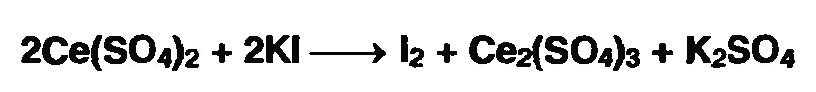 2Ce(SO₄)₂ + 2KI ⟶ I₂ + Ce₂(SO₄)₃ + K₂SO₄